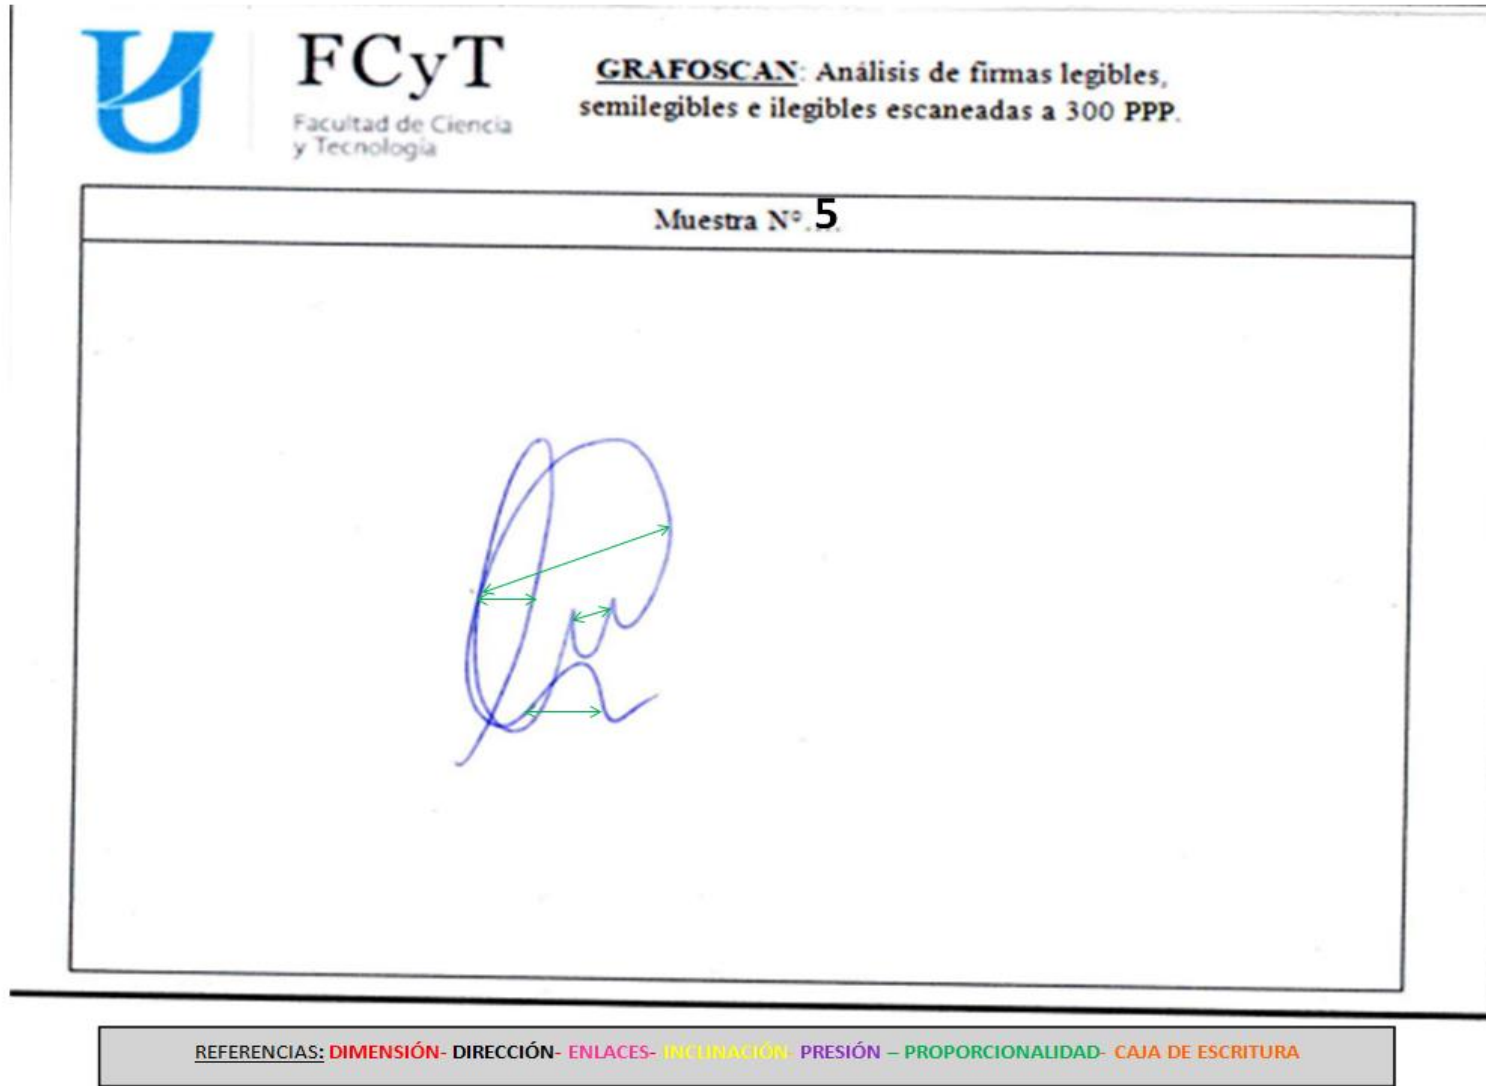 FCyT
Facultad de Ciencia
y Tecnología
GRAFOSCAN: Análisis de firmas legibles,
semilegibles e ilegibles escaneadas a 300 PPP.
Muestra N°.5...
REFERENCIAS: DIMENSIÓN- DIRECCIÓN- ENLACES- INCLINACIÓN- PRESIÓN – PROPORCIONALIDAD- CAJA DE ESCRITURA